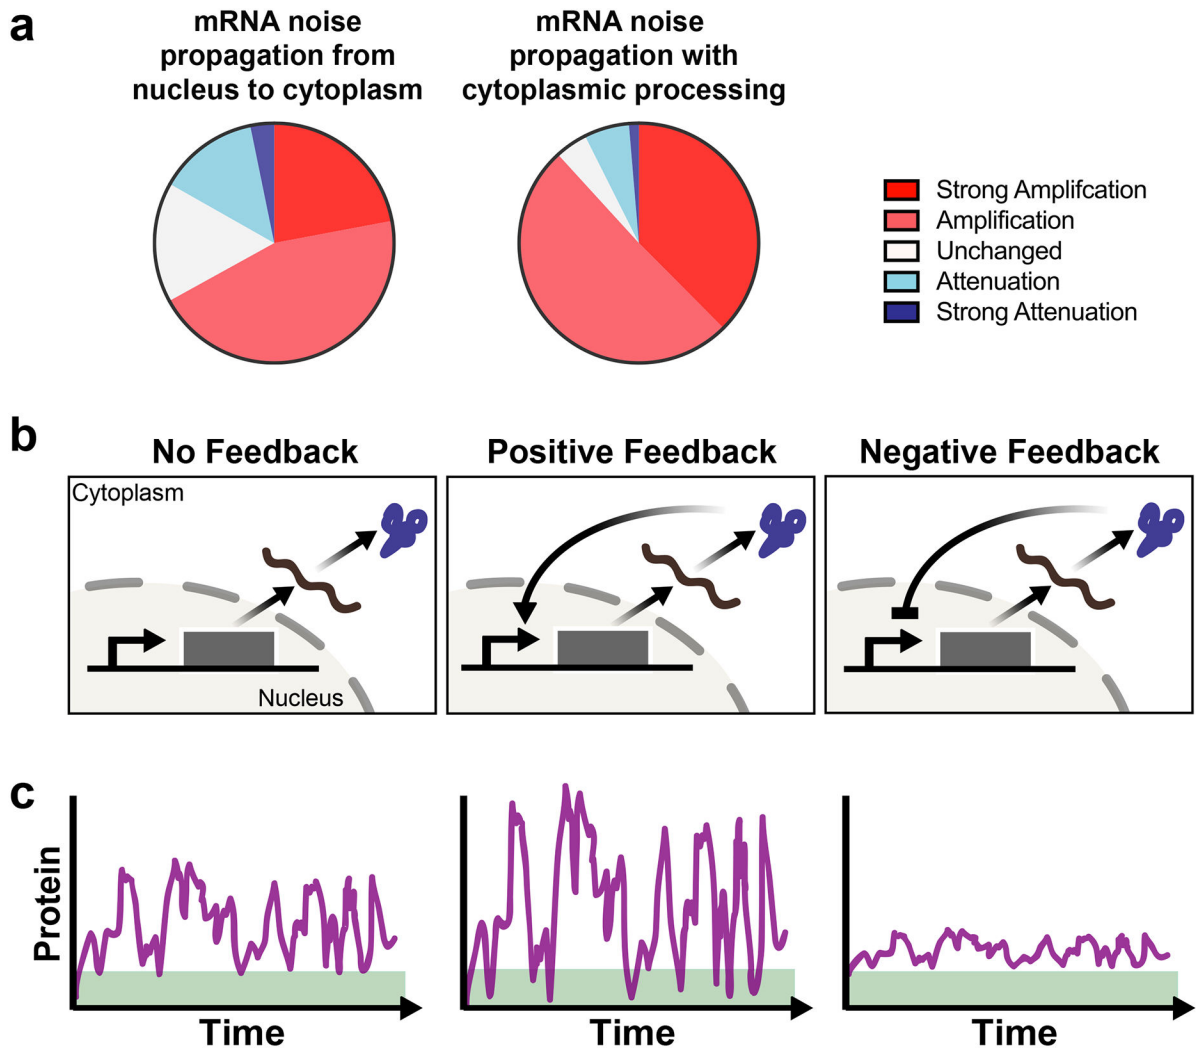 a
mRNA noise
propagation from
nucleus to cytoplasm
mRNA noise
propagation with
cytoplasmic processing
Strong Amplifcation
Amplification
Unchanged
Attenuation
Strong Attenuation
b
No Feedback
Positive Feedback
Negative Feedback
Cytoplasm
Nucleus
c
Protein
Time
Time
Time